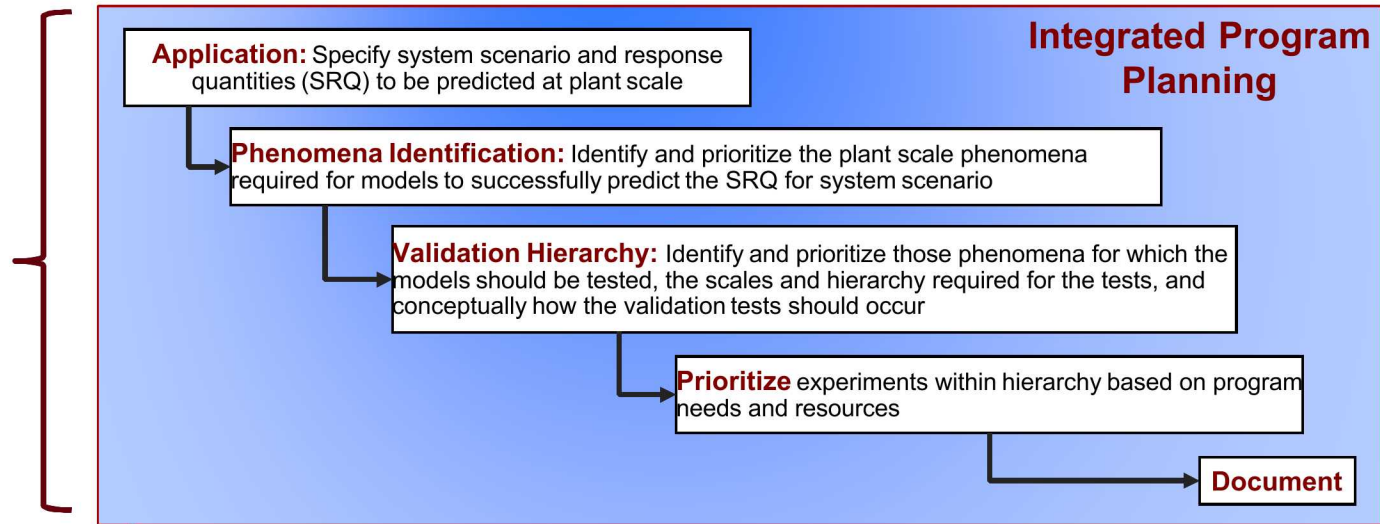 Integrated Program
Planning
Application: Specify system scenario and response
quantities (SRQ) to be predicted at plant scale
Phenomena Identification: Identify and prioritize the plant scale phenomena
required for models to successfully predict the SRQ for system scenario
Validation Hierarchy: Identify and prioritize those phenomena for which the
models should be tested, the scales and hierarchy required for the tests, and
conceptually how the validation tests should occur
Prioritize experiments within hierarchy based on program
needs and resources
Document